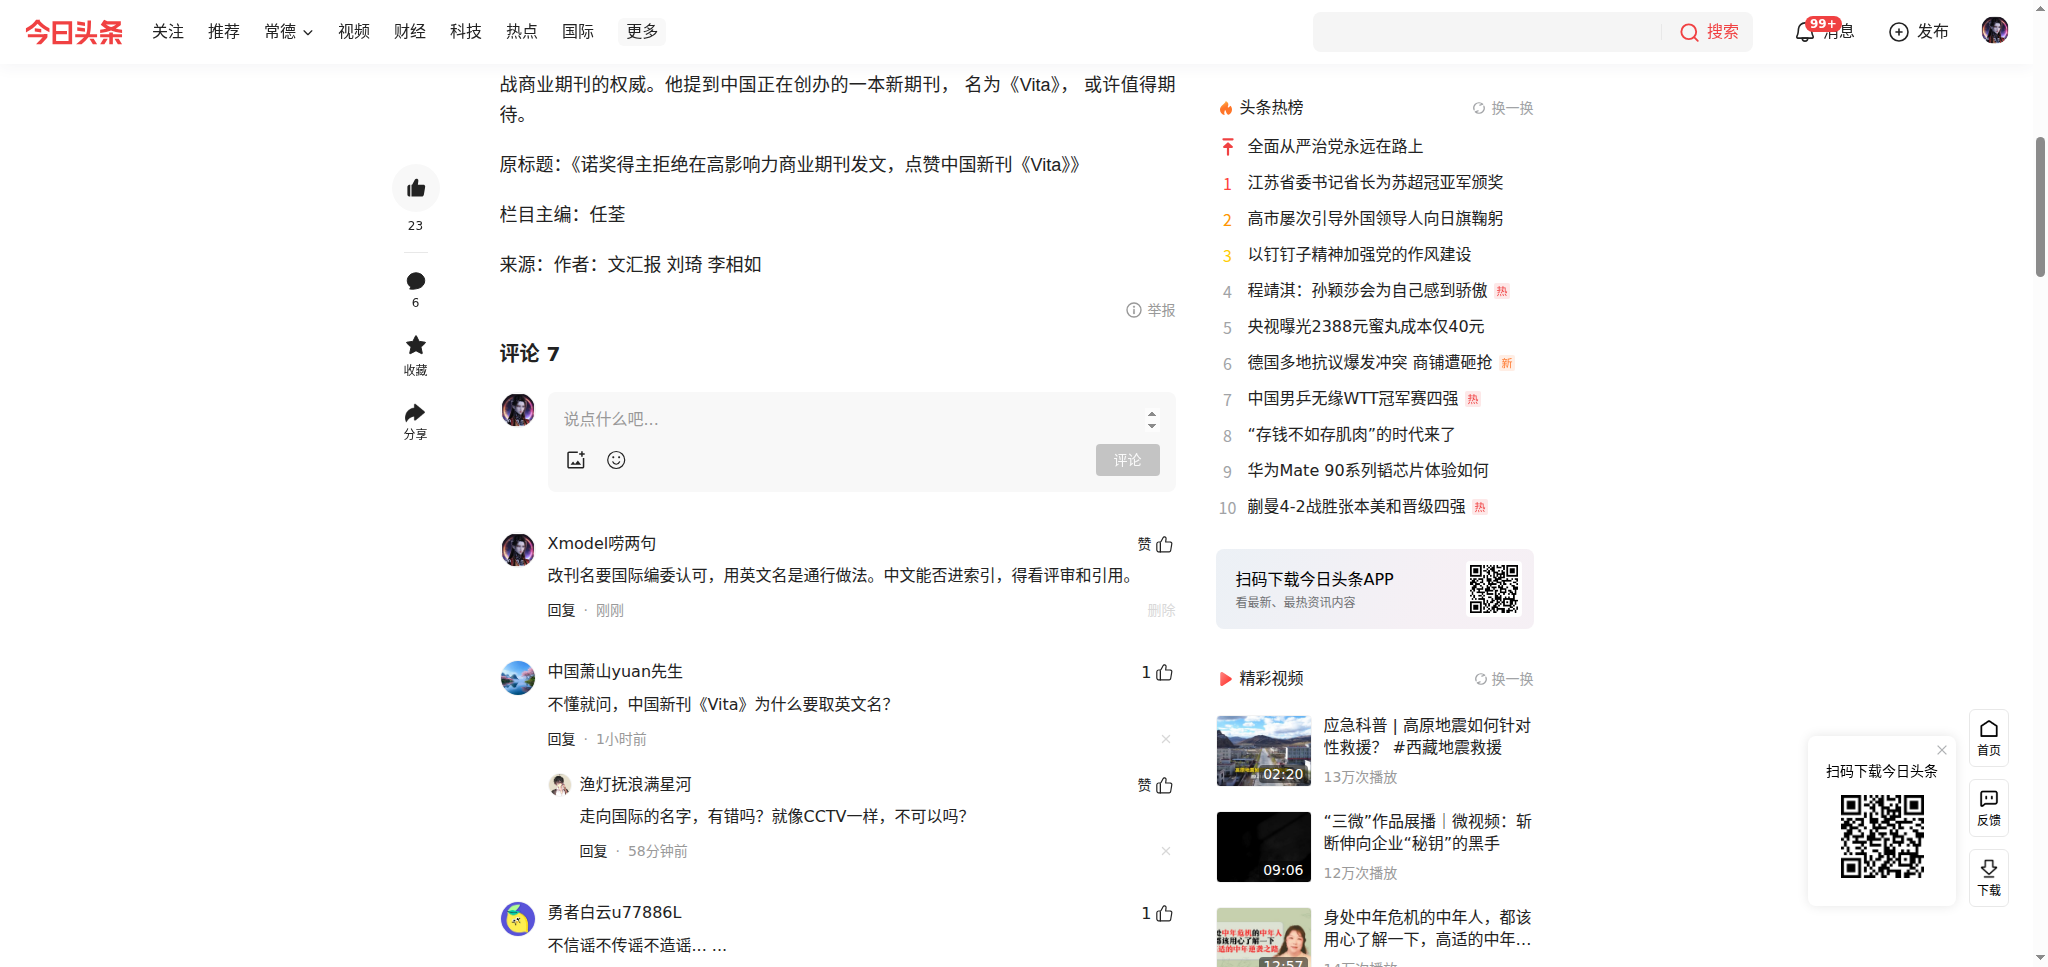 今日头条
关注 推荐 常德 视频 财经 科技 热点 国际 更多
搜索
99+
消息
发布
战商业期刊的权威。他提到中国正在创办的一本新期刊， 名为《Vita》， 或许值得期
待。
原标题：《诺奖得主拒绝在高影响力商业期刊发文，点赞中国新刊《Vita》》
栏目主编：任荃
来源：作者：文汇报 刘琦 李相如
举报
23
6
收藏
分享
评论 7
说点什么吧...
评论
Xmodel唠两句
赞
改刊名要国际编委认可，用英文名是通行做法。中文能否进索引，得看评审和引用。
回复 · 刚刚
删除
中国萧山yuan先生
1
不懂就问，中国新刊《Vita》为什么要取英文名？
回复 · 1小时前
渔灯抚浪满星河
赞
走向国际的名字，有错吗？就像CCTV一样，不可以吗？
回复 · 58分钟前
勇者白云u77886L
1
不信谣不传谣不造谣… …
头条热榜
换一换
全面从严治党永远在路上
1 江苏省委书记省长为苏超冠亚军颁奖
2 高市屡次引导外国领导人向日旗鞠躬
3 以钉钉子精神加强党的作风建设
4 程靖淇：孙颖莎会为自己感到骄傲 热
5 央视曝光2388元蜜丸成本仅40元
6 德国多地抗议爆发冲突 商铺遭砸抢 新
7 中国男乒无缘WTT冠军赛四强 热
8 “存钱不如存肌肉”的时代来了
9 华为Mate 90系列韬芯片体验如何
10 蒯曼4-2战胜张本美和晋级四强 热
扫码下载今日头条APP
看最新、最热资讯内容
精彩视频
换一换
应急科普 | 高原地震如何针对
性救援？ #西藏地震救援
02:20
13万次播放
“三微”作品展播｜微视频：斩
断伸向企业“秘钥”的黑手
09:06
12万次播放
身处中年危机的中年人，都该
用心了解一下，高适的中年...
12:57
14万次播放
扫码下载今日头条
首页
反馈
下载